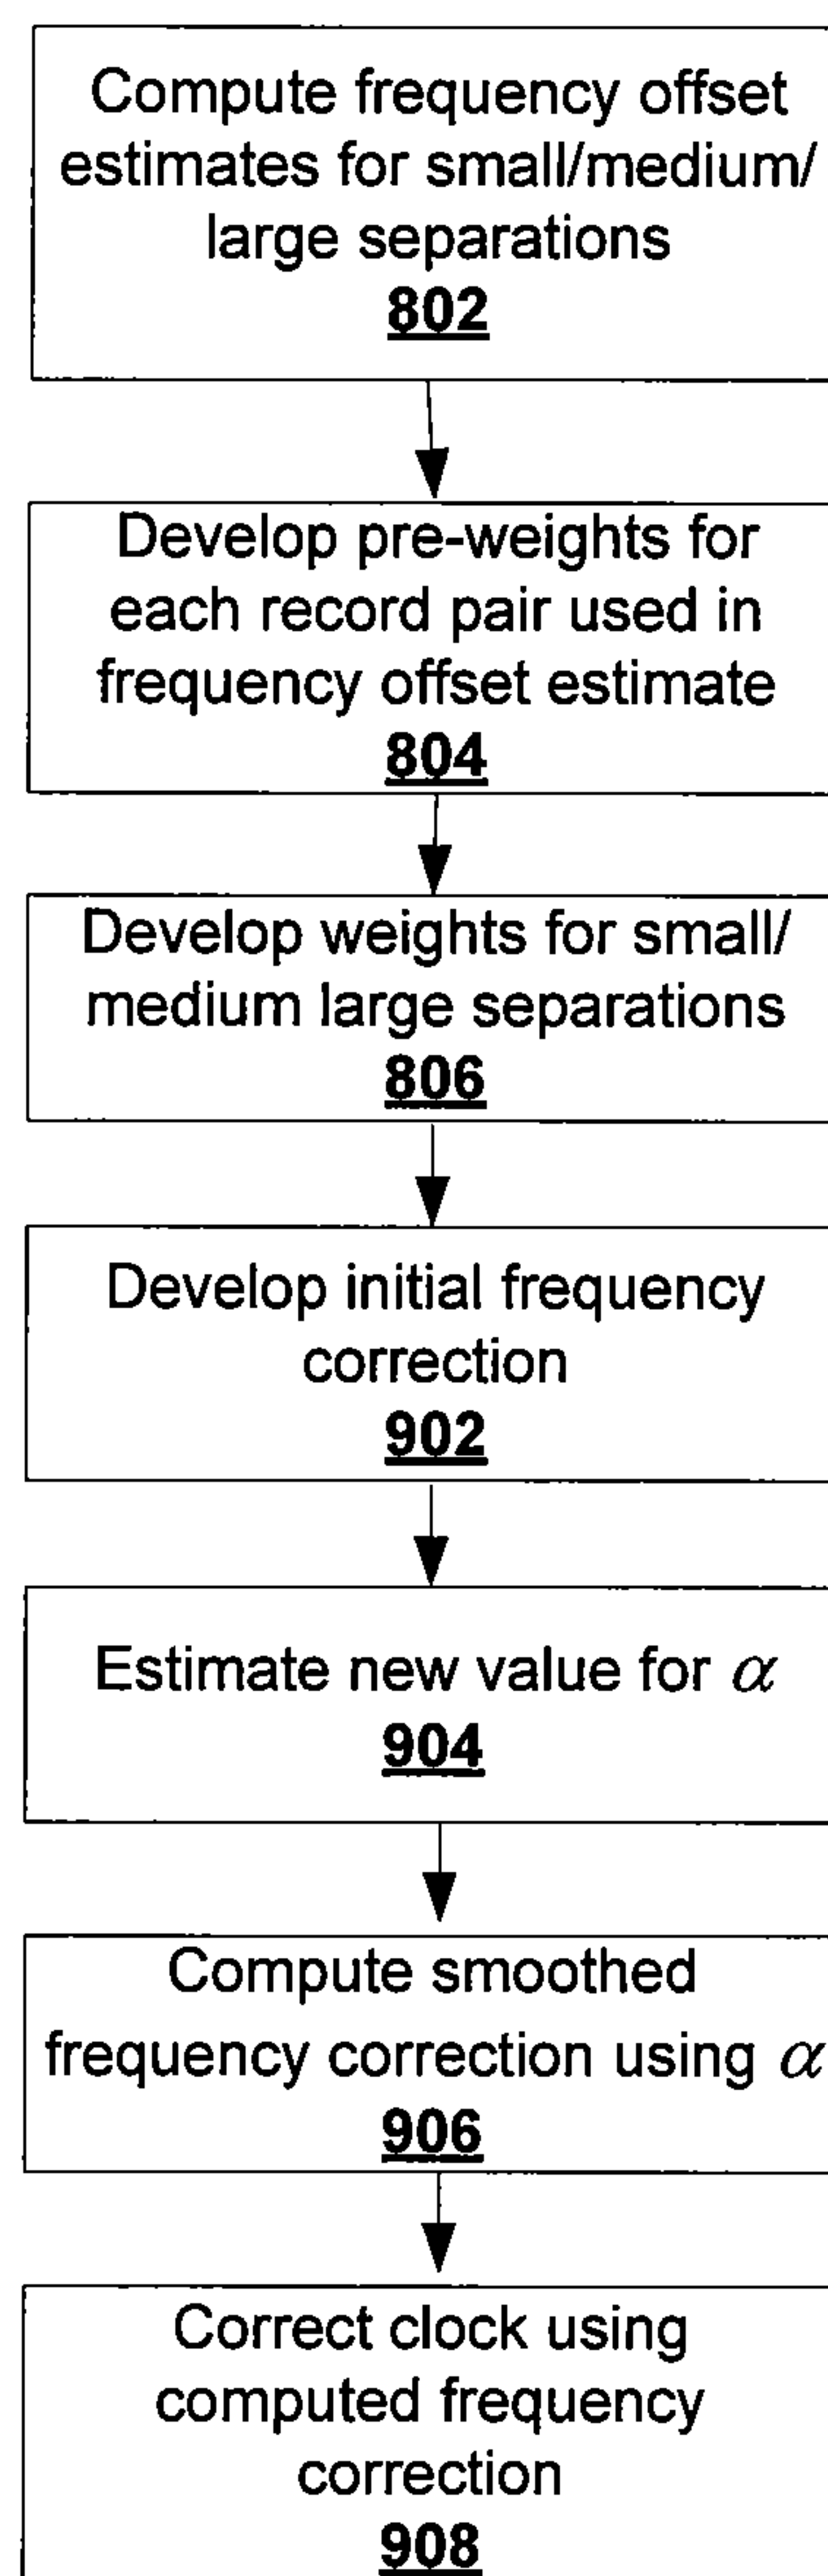 Compute frequency offset
estimates for small/medium/
large separations
802
Develop pre-weights for
each record pair used in
frequency offset estimate
804
Develop weights for small/
medium large separations
806
Develop initial frequency
correction
902
Estimate new value for α
904
Compute smoothed
frequency correction using α
906
Correct clock using
computed frequency
correction
908